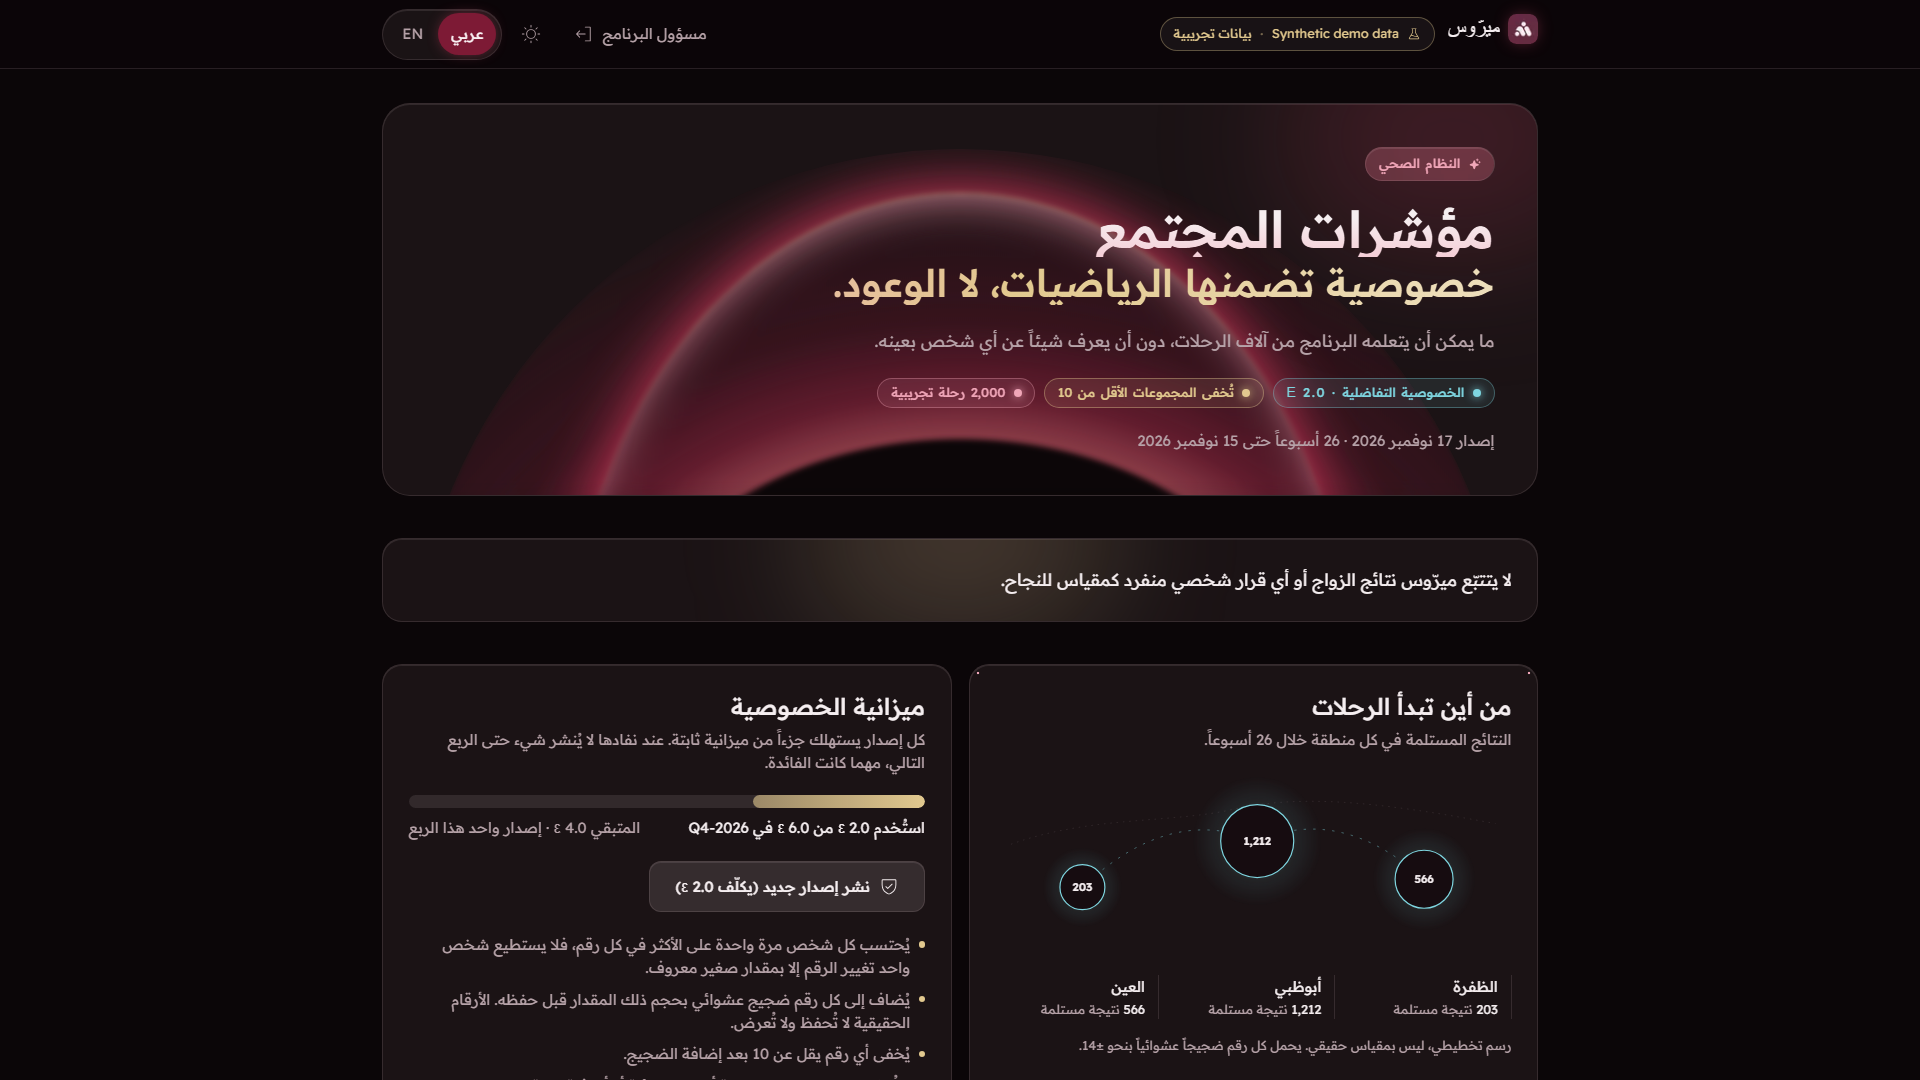 ميرّوس
Synthetic demo data · بيانات تجريبية
مسؤول البرنامج
عربي
EN
النظام الصحي
مؤشرات المجتمع
خصوصية تضمنها الرياضيات، لا الوعود.
ما يمكن أن يتعلمه البرنامج من آلاف الرحلات، دون أن يعرف شيئاً عن أي شخص بعينه.
الخصوصية التفاضلية · Ε 2.0
تُخفى المجموعات الأقل من 10
2,000 رحلة تجريبية
إصدار 17 نوفمبر 2026 · 26 أسبوعاً حتى 15 نوفمبر 2026
لا يتتبّع ميرّوس نتائج الزواج أو أي قرار شخصي منفرد كمقياس للنجاح.
من أين تبدأ الرحلات
النتائج المستلمة في كل منطقة خلال 26 أسبوعاً.
1,212
566
203
الظفرة
203 نتيجة مستلمة
أبوظبي
1,212 نتيجة مستلمة
العين
566 نتيجة مستلمة
رسم تخطيطي، ليس بمقياس حقيقي. يحمل كل رقم ضجيجاً عشوائياً بنحو ±14.
ميزانية الخصوصية
كل إصدار يستهلك جزءاً من ميزانية ثابتة. عند نفادها لا يُنشر شيء حتى الربع
التالي، مهما كانت الفائدة.
استُخدم 2.0 ε من 6.0 ε في 2026-Q4
المتبقي 4.0 ε · إصدار واحد هذا الربع
نشر إصدار جديد (يكلّف 2.0 ε)
يُحتسب كل شخص مرة واحدة على الأكثر في كل رقم، فلا يستطيع شخص
واحد تغيير الرقم إلا بمقدار صغير معروف.
يُضاف إلى كل رقم ضجيج عشوائي بحجم ذلك المقدار قبل حفظه. الأرقام
الحقيقية لا تُحفظ ولا تُعرض.
يُخفى أي رقم يقل عن 10 بعد إضافة الضجيج.